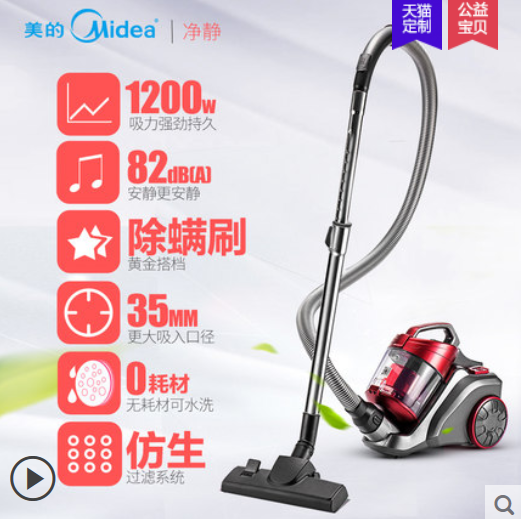 美的 Midea
净静
天猫
定制
公益
宝贝
1200W
吸力强劲持久
82dB(A)
安静更安静
除螨刷
黄金搭档
35MM
更大吸入口径
0耗材
无耗材可水洗
仿生
过滤系统